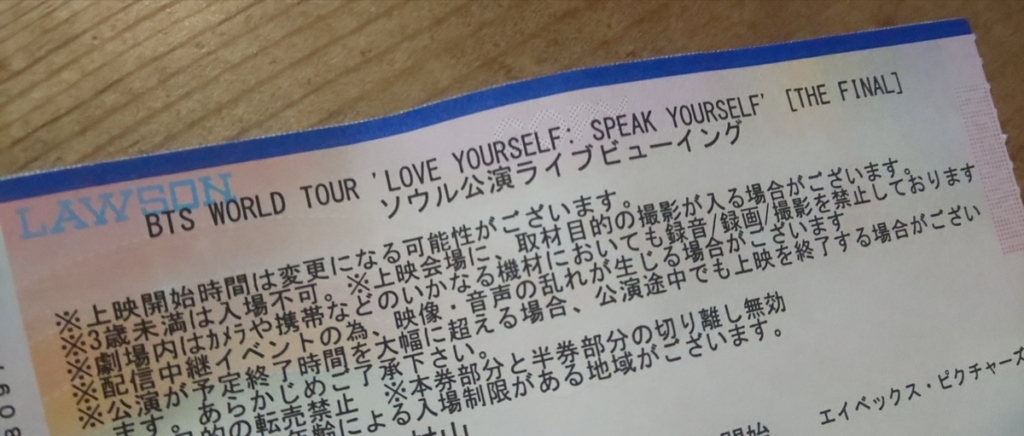 LAWSON
BTS WORLD TOUR 'LOVE YOURSELF: SPEAK YOURSELF' [THE FINAL]
ソウル公演ライブビューイング
※上映開始時間は変更になる可能性がございます。
※3歳未満は入場不可。※上映会場に、取材目的の撮影が入る場合がございます。
※劇場内はカメラや携帯などのいかなる機材においても録音/録画/撮影を禁止しております
※配信中継イベントの為、映像・音声の乱れが生じる場合がございます
※公演が予定終了時間を大幅に超える場合、公演途中でも上映を終了する場合がござい
ます。あらかじめご了承下さい。
目的の転売禁止 ※本券部分と半券部分の切り離し無効
年齢による入場制限がある地域がございます。
エイベックス・ピクチャーズ
開始